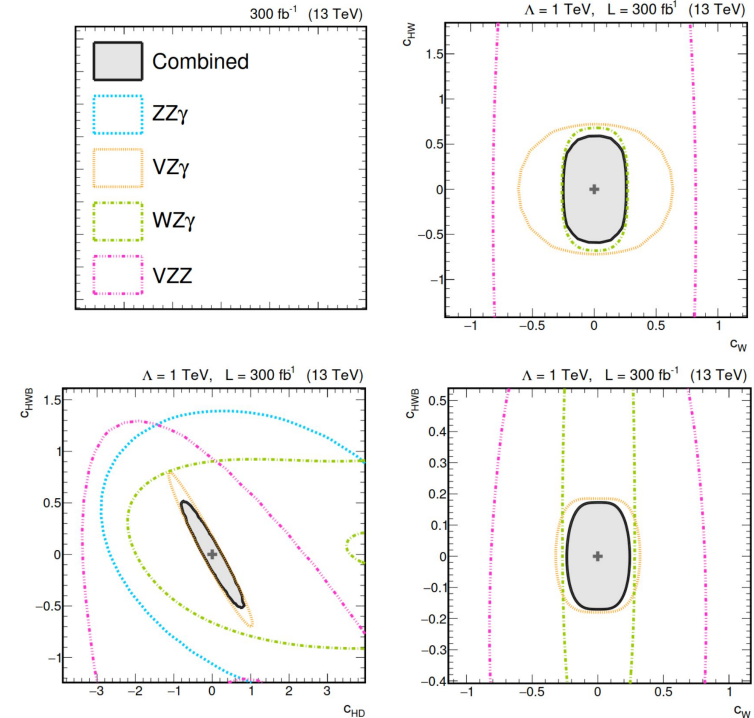 300 fb⁻¹ (13 TeV)
Combined
ZZγ
VZγ
WZγ
VZZ
Λ = 1 TeV, L = 300 fb¹ (13 TeV)
c_HW
1.5
1
0.5
0
−0.5
−1
−1 −0.5 0 0.5 1
c_W
Λ = 1 TeV, L = 300 fb¹ (13 TeV)
c_HWB
1.5
1
0.5
0
−0.5
−1
−3 −2 −1 0 1 2 3
c_HD
Λ = 1 TeV, L = 300 fb⁻¹ (13 TeV)
c_HWB
0.5
0.4
0.3
0.2
0.1
0
−0.1
−0.2
−0.3
−0.4
−1 −0.5 0 0.5 1
c_W